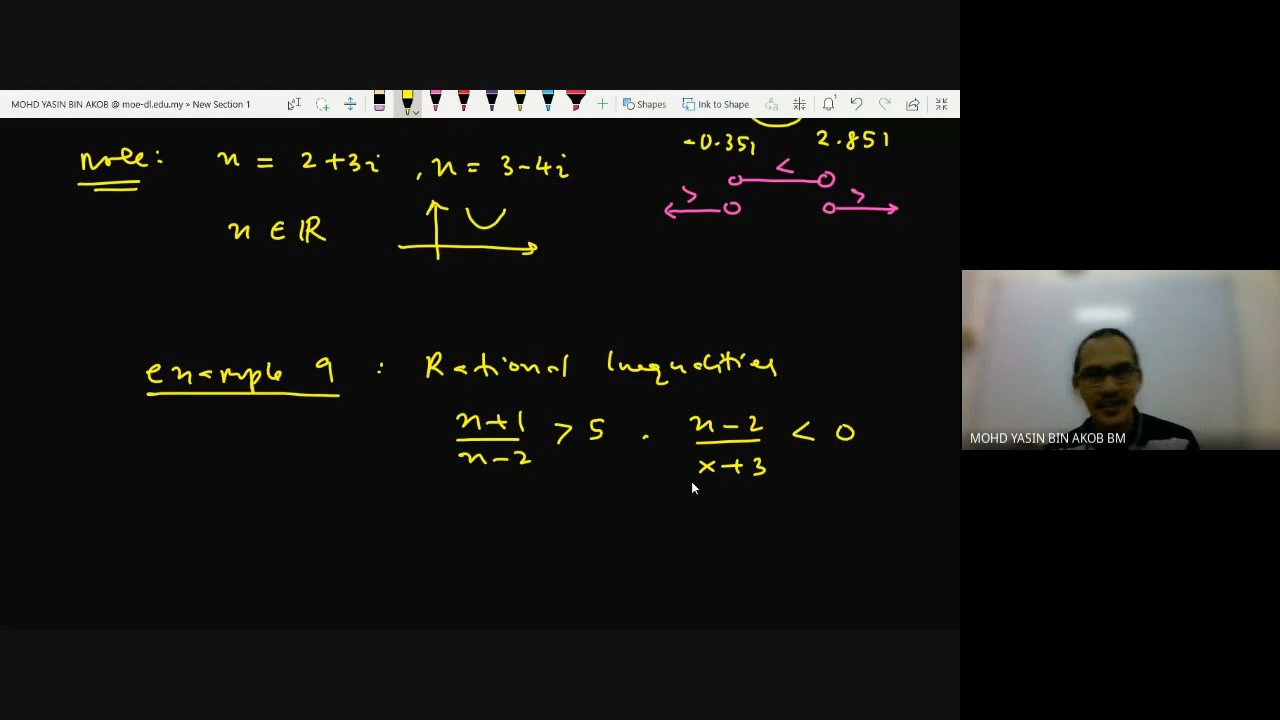 MOHD YASIN BIN AKOB @ moe-dl.edu.my » New Section 1
Shapes
Ink to Shape
-0.351 2.851
<
> >
note: x = 2+3i , x = 3-4i
x ∈ ℝ
example 9 : Rational Inequalities
x+1/x-2 > 5 . x-2/x+3 < 0
MOHD YASIN BIN AKOB BM